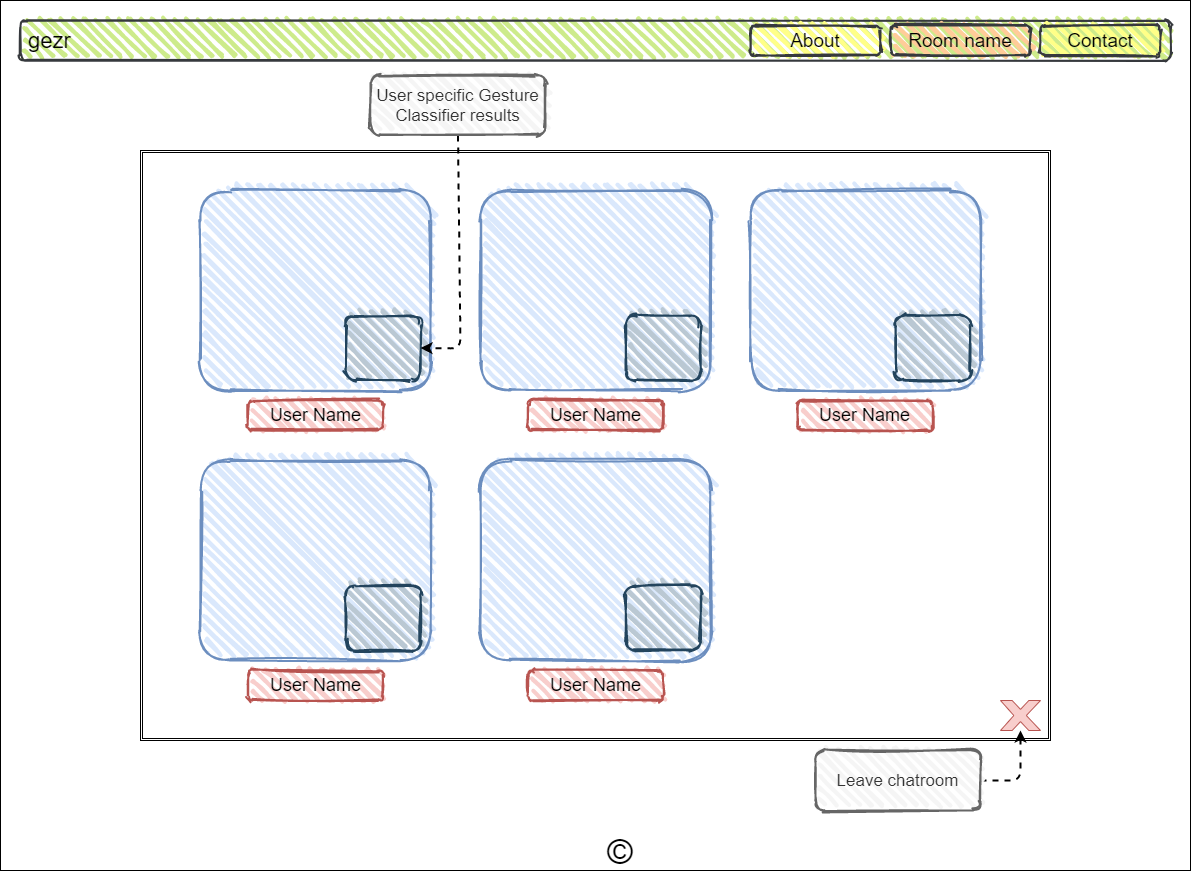 gezr
About
Room name
Contact
User specific Gesture
Classifier results
User Name
User Name
User Name
User Name
User Name
Leave chatroom
©